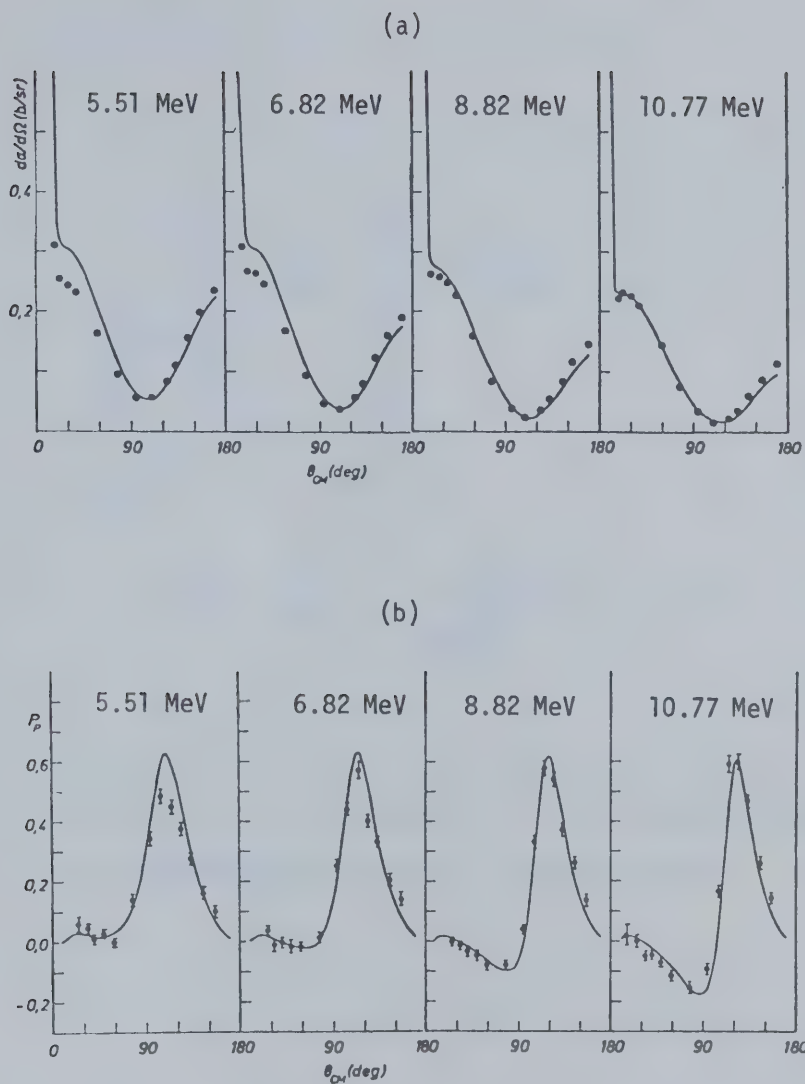 (a)
5.51 MeV 6.82 MeV 8.82 MeV 10.77 MeV
dσ/dΩ(b/sr)
0,4
0,2
0 90 180 90 180 90 180 90 180
θCM(deg)
(b)
5.51 MeV 6.82 MeV 8.82 MeV 10.77 MeV
Pp
0,6
0,4
0,2
0,0
-0,2
0 90 180 90 180 90 180 90 180
θCM(deg)